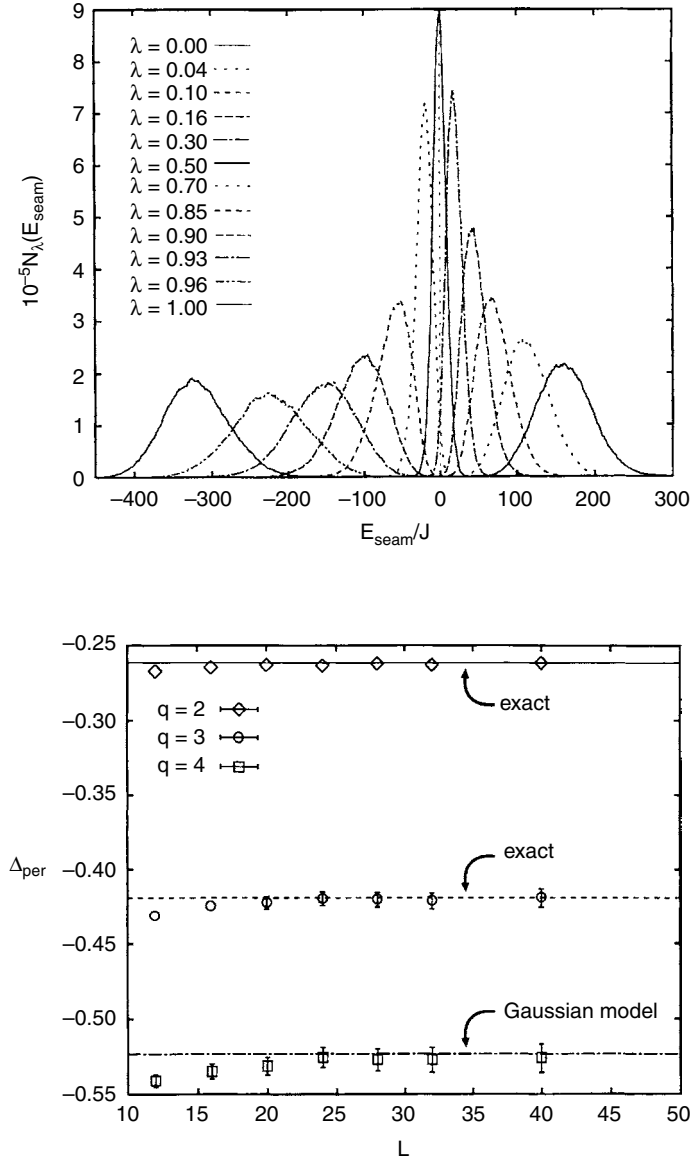 9
8
7
6
5
4
3
2
1
0
10⁻⁵N_λ(E_seam)
λ = 0.00
λ = 0.04
λ = 0.10
λ = 0.16
λ = 0.30
λ = 0.50
λ = 0.70
λ = 0.85
λ = 0.90
λ = 0.93
λ = 0.96
λ = 1.00
−400 −300 −200 −100 0 100 200 300
E_seam/J
−0.25
−0.30
−0.35
−0.40
−0.45
−0.50
−0.55
Δ_per
q = 2
q = 3
q = 4
exact
exact
Gaussian model
10 15 20 25 30 35 40 45 50
L